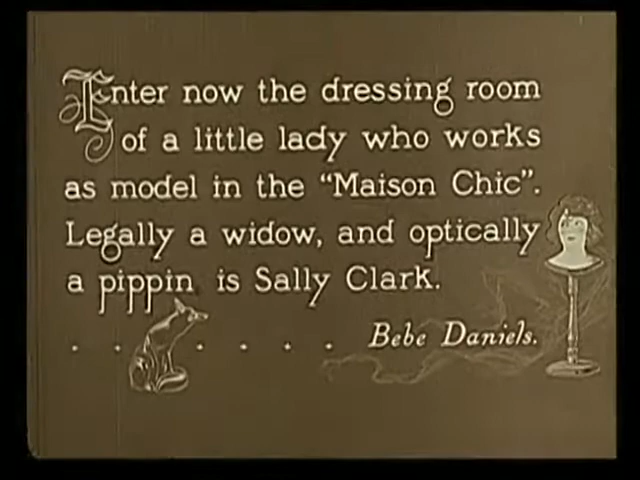 Enter now the dressing room
of a little lady who works
as model in the "Maison Chic".
Legally a widow, and optically
a pippin is Sally Clark.
. . . . . . . Bebe Daniels.